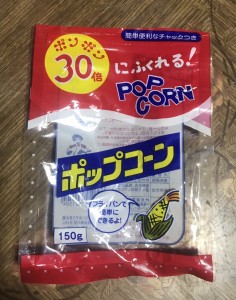 簡単便利なチャックつき
ポンポン
30倍
にふくれる!
POP
CORN
ポップコーン
フライパンで
簡単に
できるよ!
150g